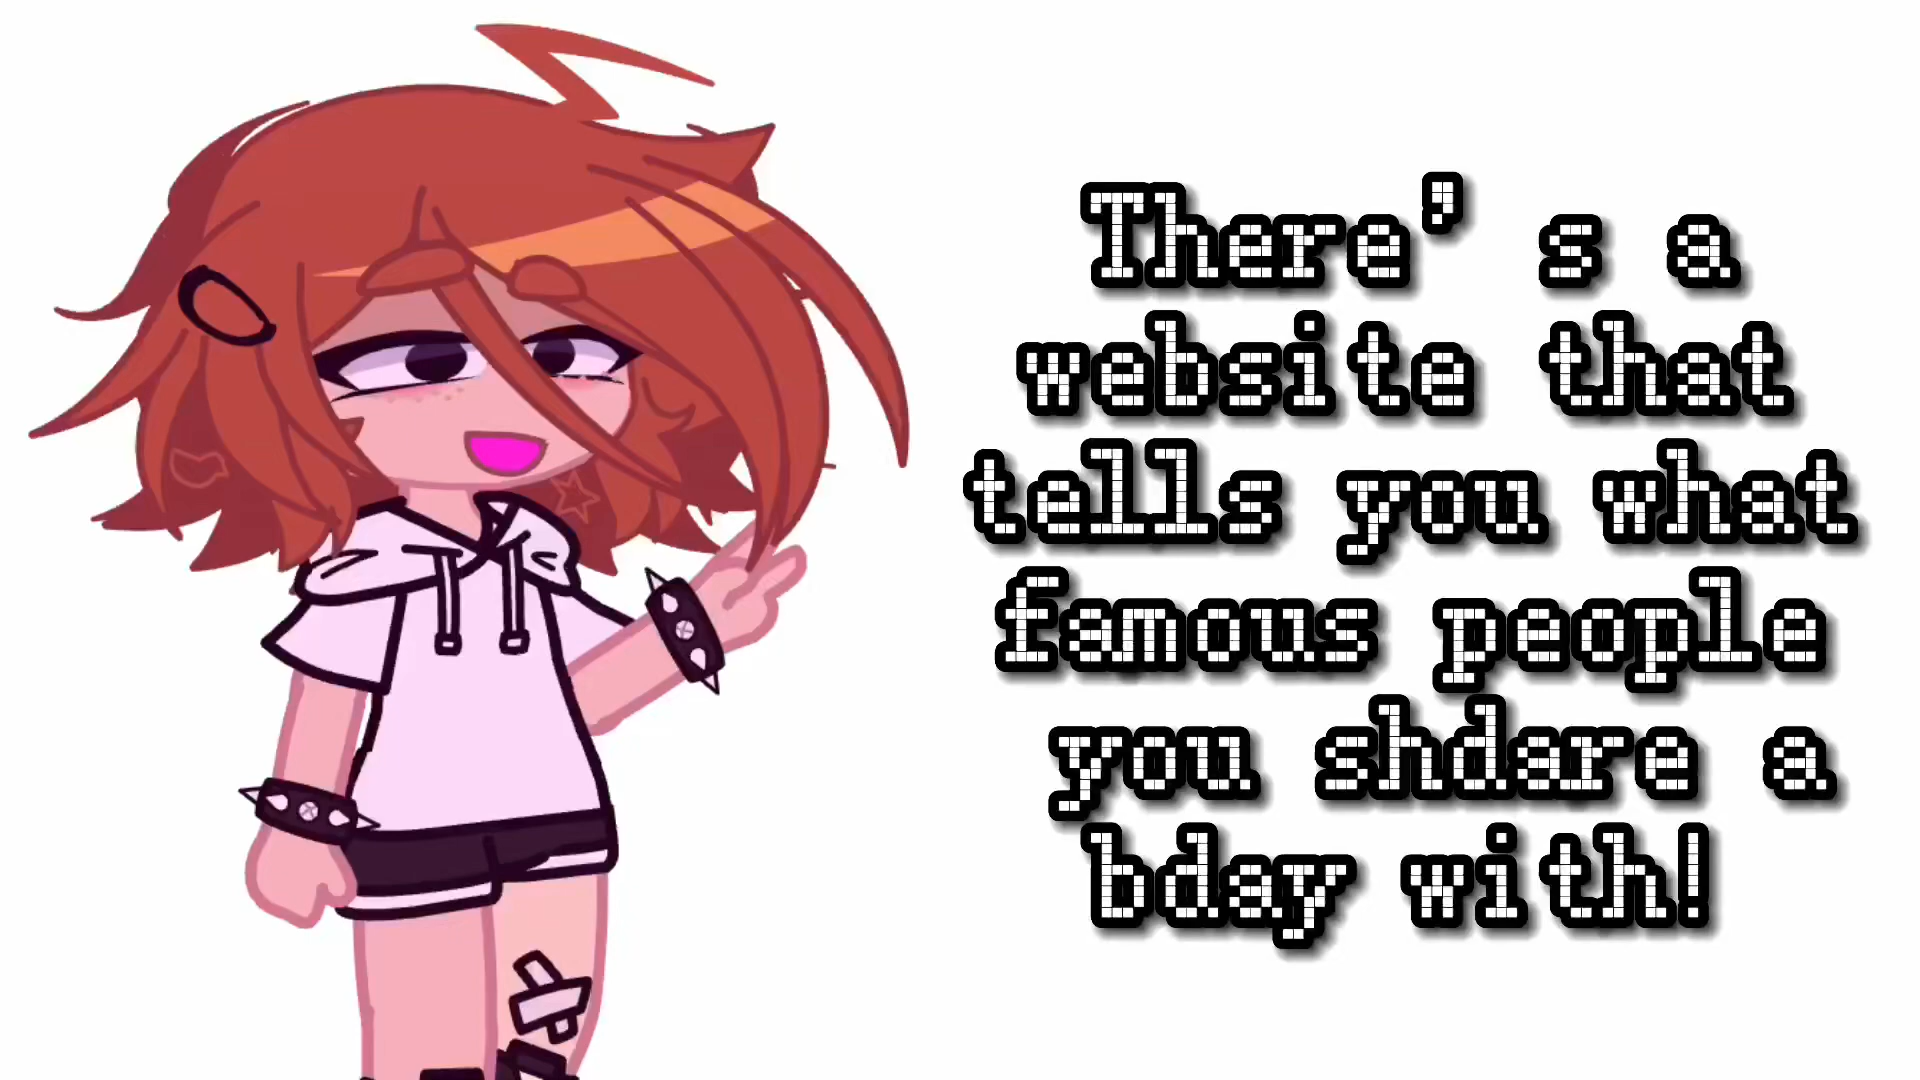 There's a
website that
tells you what
famous people
you shdare a
bday with!